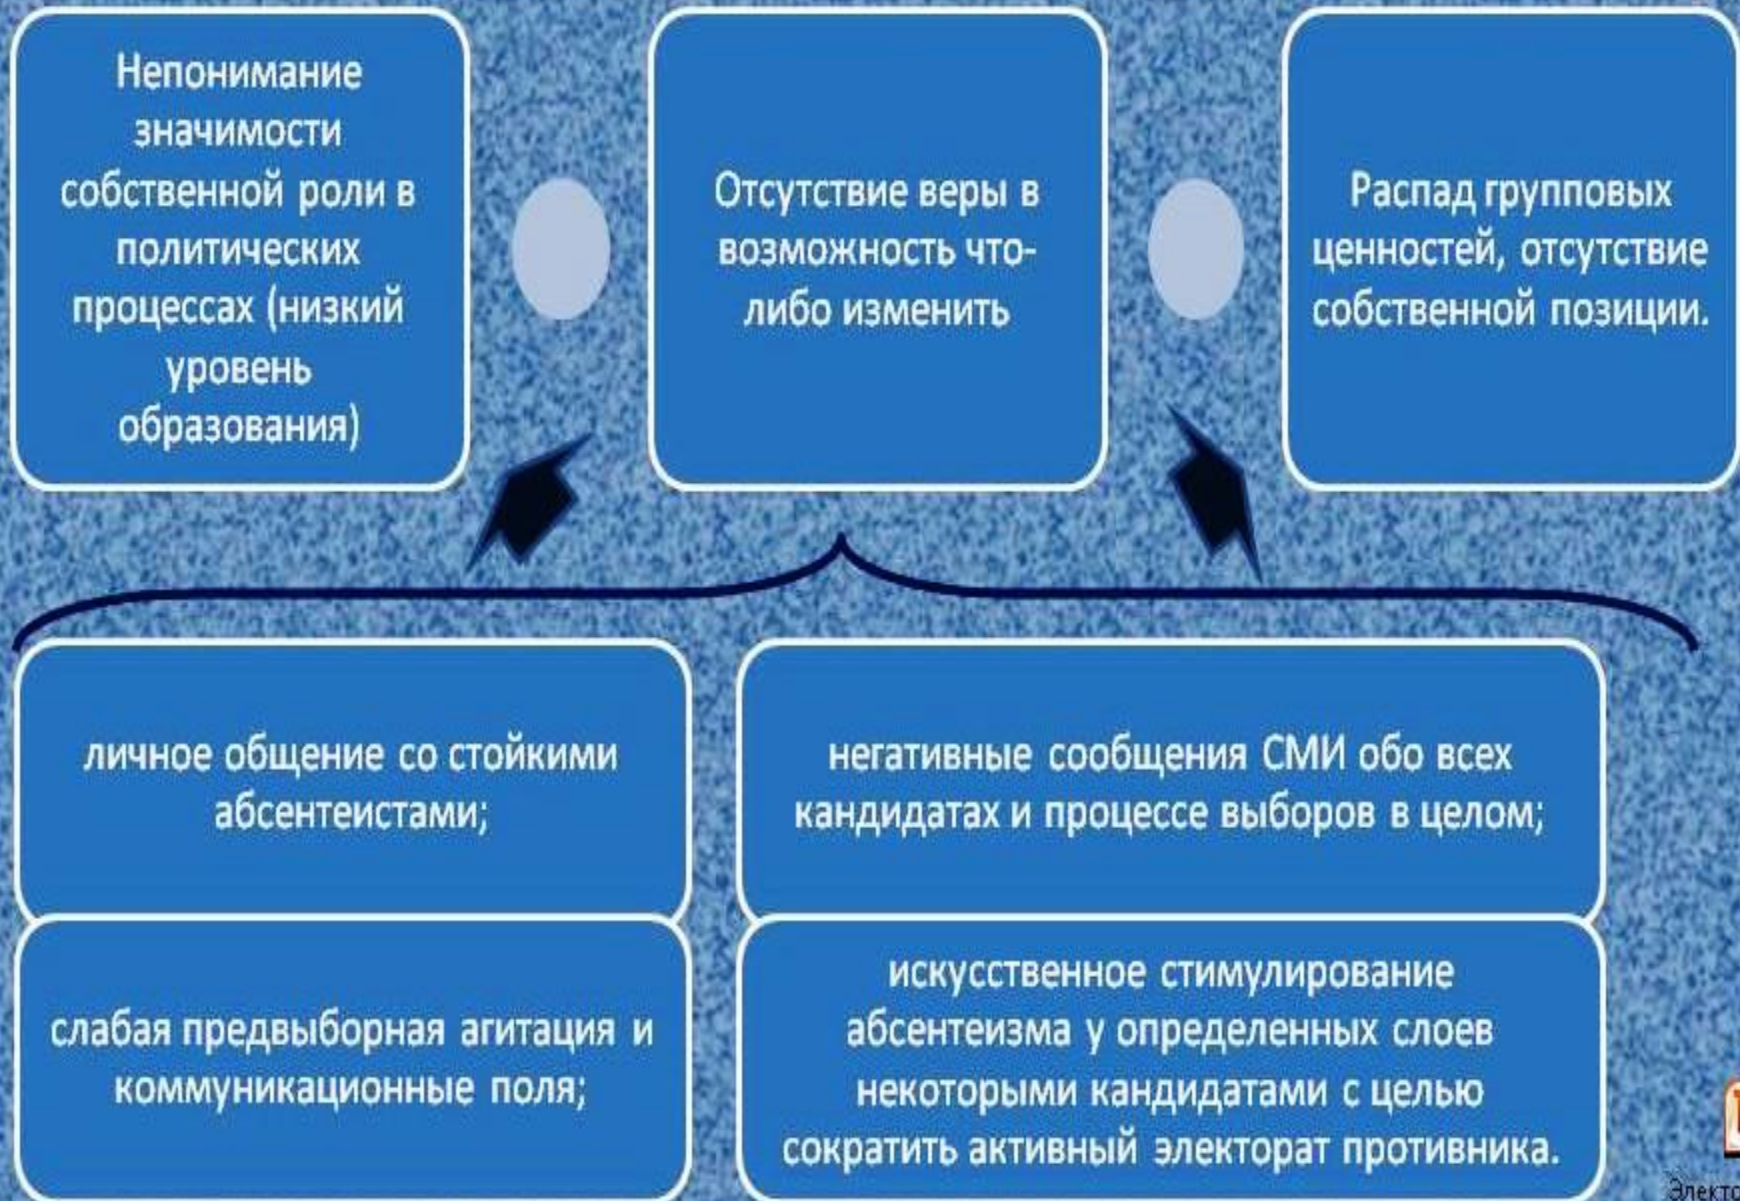 Непонимание
значимости
собственной роли в
политических
процессах (низкий
уровень
образования)
Отсутствие веры в
возможность что-
либо изменить
Распад групповых
ценностей, отсутствие
собственной позиции.
личное общение со стойкими
абсентеистами;
негативные сообщения СМИ обо всех
кандидатах и процессе выборов в целом;
слабая предвыборная агитация и
коммуникационные поля;
искусственное стимулирование
абсентеизма у определенных слоев
некоторыми кандидатами с целью
сократить активный электорат противника.